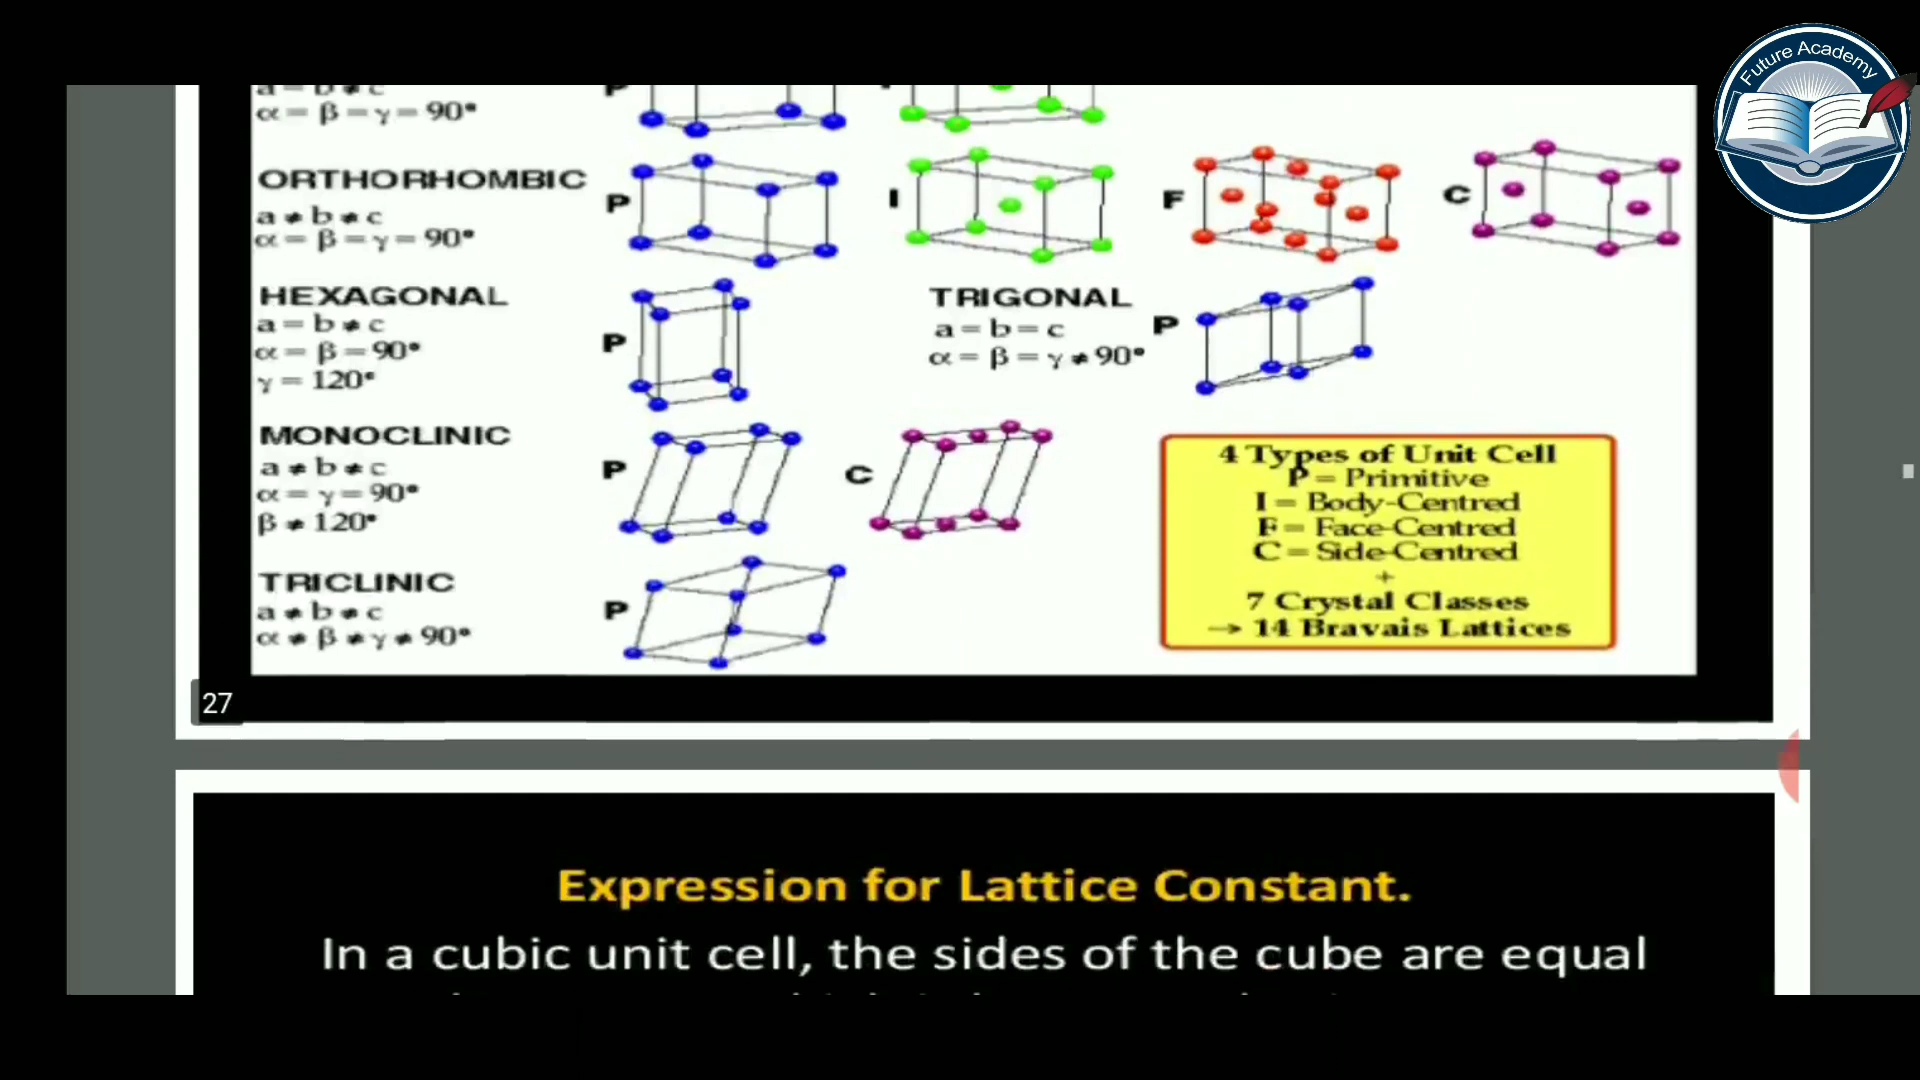 a = b ≠ c
α = β = γ = 90°
P
I
ORTHORHOMBIC
a ≠ b ≠ c
α = β = γ = 90°
P
I
F
C
HEXAGONAL
a = b ≠ c
α = β = 90°
γ = 120°
P
TRIGONAL
a = b = c
α = β = γ ≠ 90°
P
MONOCLINIC
a ≠ b ≠ c
α = γ = 90°
β ≠ 120°
P
C
4 Types of Unit Cell
P = Primitive
I = Body-Centred
F = Face-Centred
C = Side-Centred
+
7 Crystal Classes
→ 14 Bravais Lattices
TRICLINIC
a ≠ b ≠ c
α ≠ β ≠ γ ≠ 90°
P
27
Expression for Lattice Constant.
In a cubic unit cell, the sides of the cube are equal
Future Academy